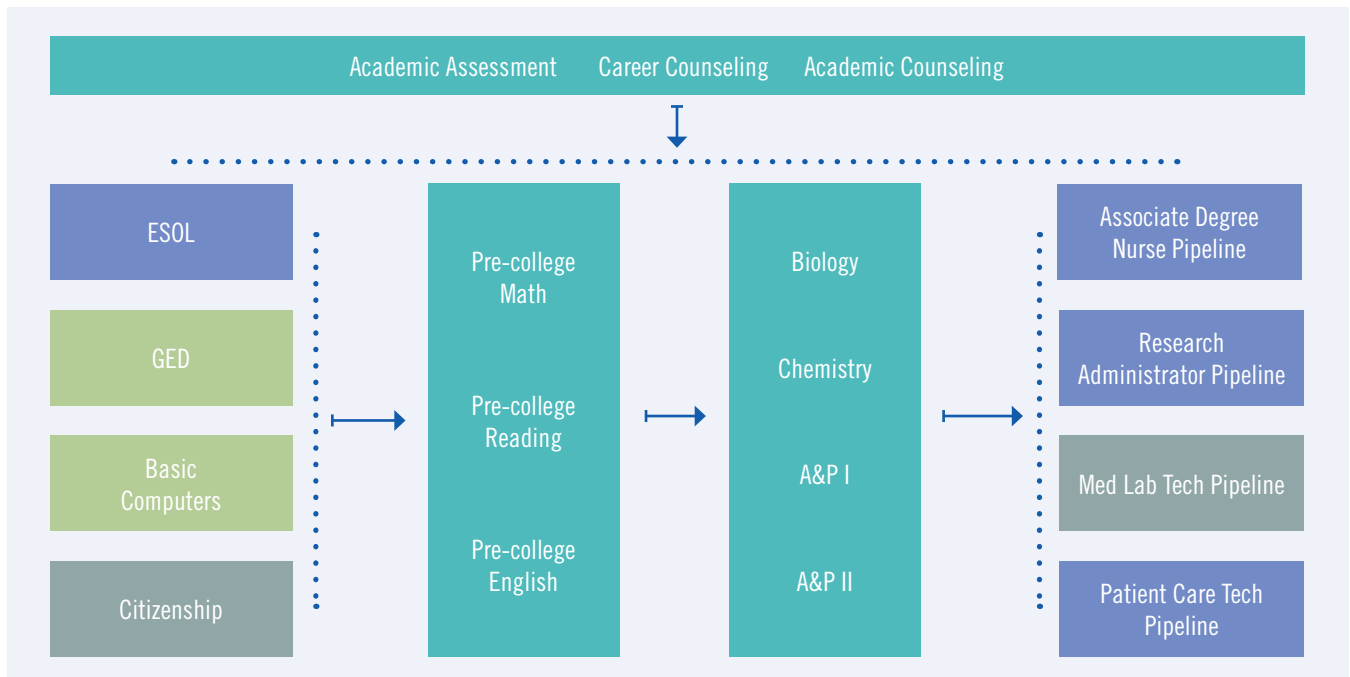 Academic Assessment Career Counseling Academic Counseling
ESOL
GED
Basic
Computers
Citizenship
Pre-college
Math
Pre-college
Reading
Pre-college
English
Biology
Chemistry
A&P I
A&P II
Associate Degree
Nurse Pipeline
Research
Administrator Pipeline
Med Lab Tech Pipeline
Patient Care Tech
Pipeline